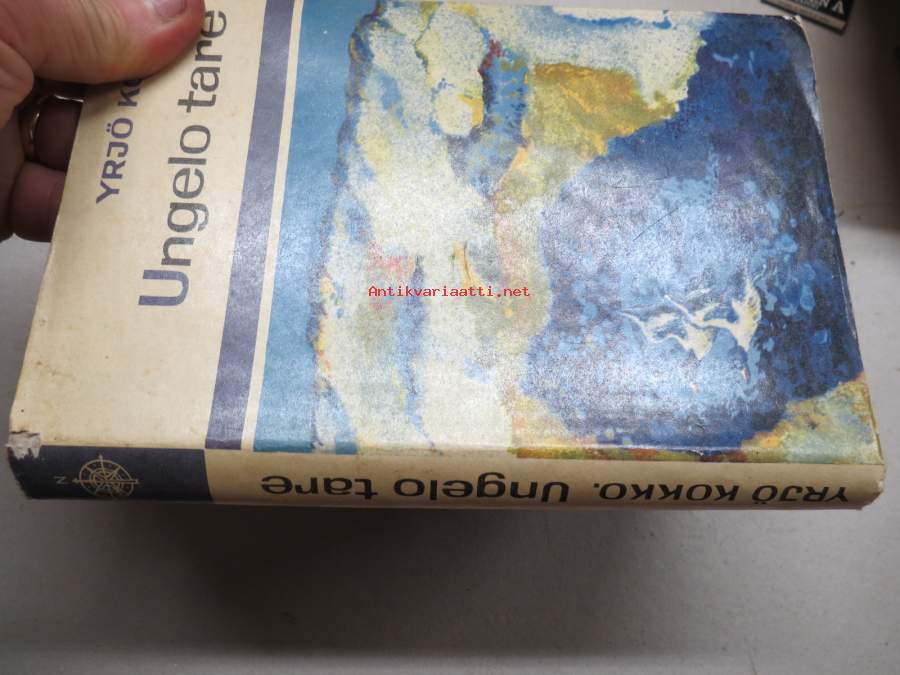 YRJÖ
Ungelo tare
Antikvariaatti.net
YRJÖ KOKKO. Ungelo tare
N